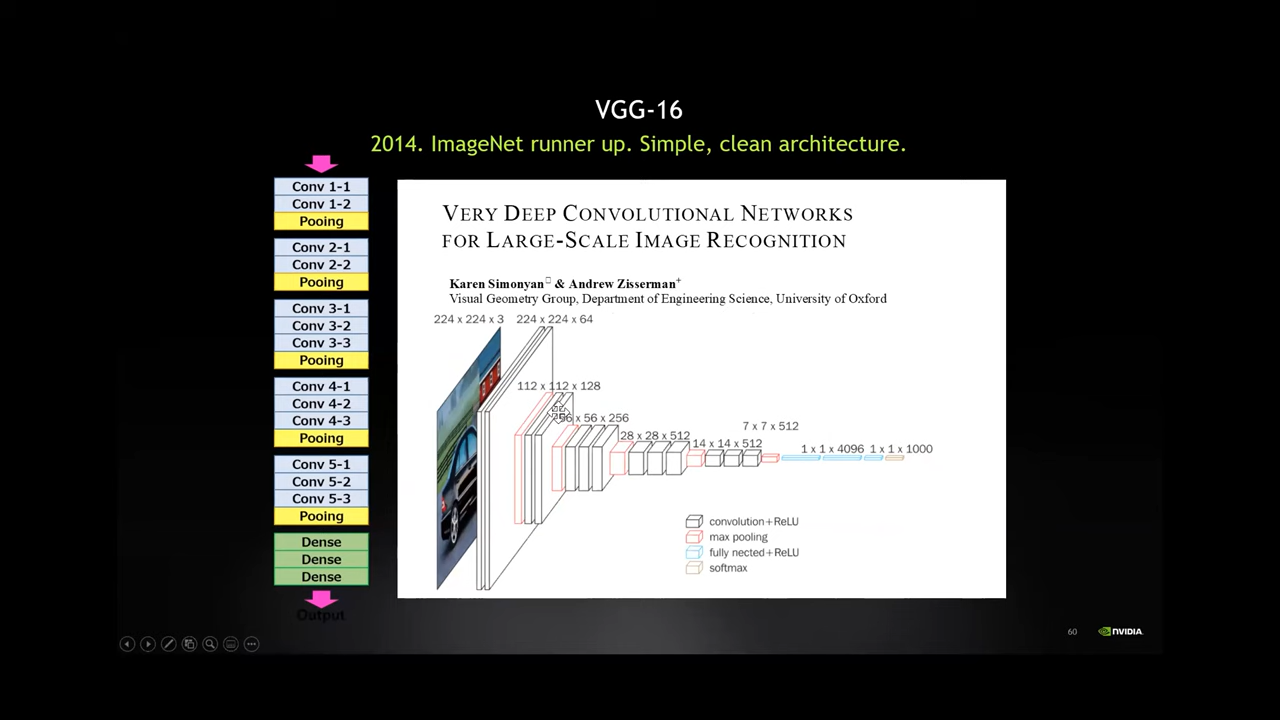 VGG-16
2014. ImageNet runner up. Simple, clean architecture.
Conv 1-1
Conv 1-2
Pooing
Conv 2-1
Conv 2-2
Pooing
Conv 3-1
Conv 3-2
Conv 3-3
Pooing
Conv 4-1
Conv 4-2
Conv 4-3
Pooing
Conv 5-1
Conv 5-2
Conv 5-3
Pooing
Dense
Dense
Dense
Output
VERY DEEP CONVOLUTIONAL NETWORKS
FOR LARGE-SCALE IMAGE RECOGNITION
Karen Simonyan & Andrew Zisserman+
Visual Geometry Group, Department of Engineering Science, University of Oxford
224 x 224 x 3
224 x 224 x 64
112 x 112 x 128
56 x 56 x 256
28 x 28 x 512
14 x 14 x 512
7 x 7 x 512
1 x 1 x 4096
1 x 1 x 1000
convolution+ReLU
max pooling
fully nected+ReLU
softmax
60
NVIDIA.